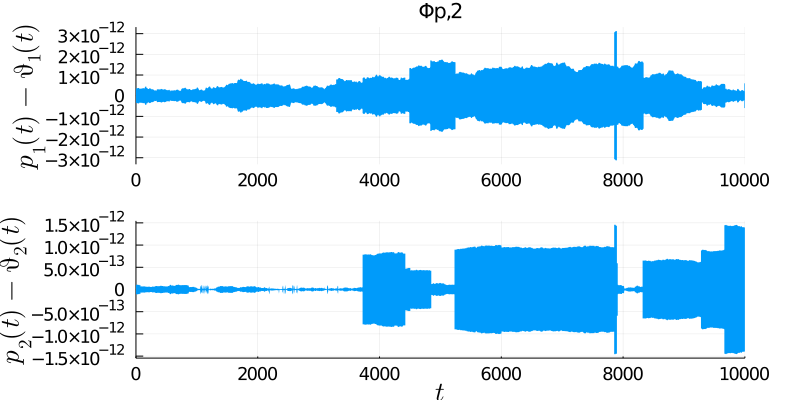 Φp,2
p₁(t) − ϑ₁(t)
3×10⁻¹²
2×10⁻¹²
1×10⁻¹²
0
−1×10⁻¹²
−2×10⁻¹²
−3×10⁻¹²
0 2000 4000 6000 8000 10000
p₂(t) − ϑ₂(t)
1.5×10⁻¹²
1.0×10⁻¹²
5.0×10⁻¹³
0
−5.0×10⁻¹³
−1.0×10⁻¹²
−1.5×10⁻¹²
0 2000 4000 6000 8000 10000
t